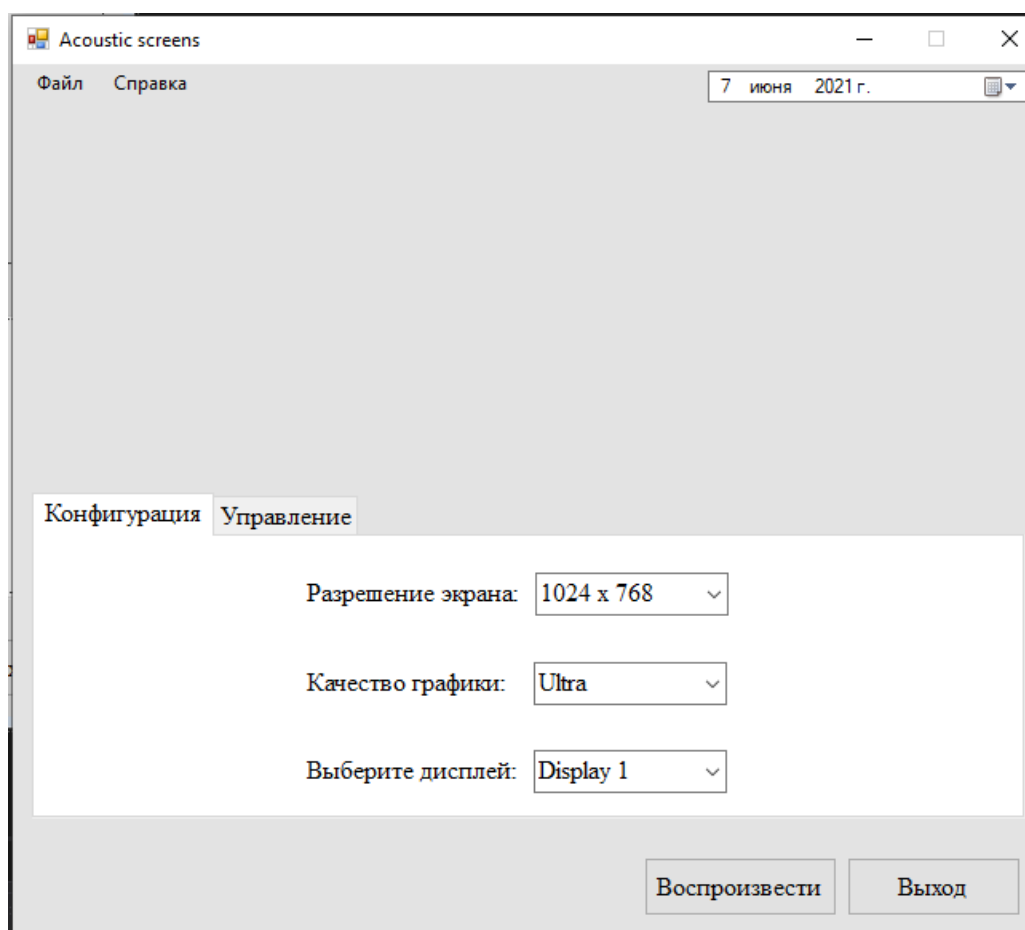 Acoustic screens
Файл Справка 7 июня 2021 г.
Конфигурация Управление
Разрешение экрана: 1024 x 768
Качество графики: Ultra
Выберите дисплей: Display 1
Воспроизвести Выход